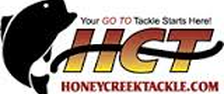 Your GO TO Tackle Starts Here!
HCT
HONEYCREEKTACKLE.COM